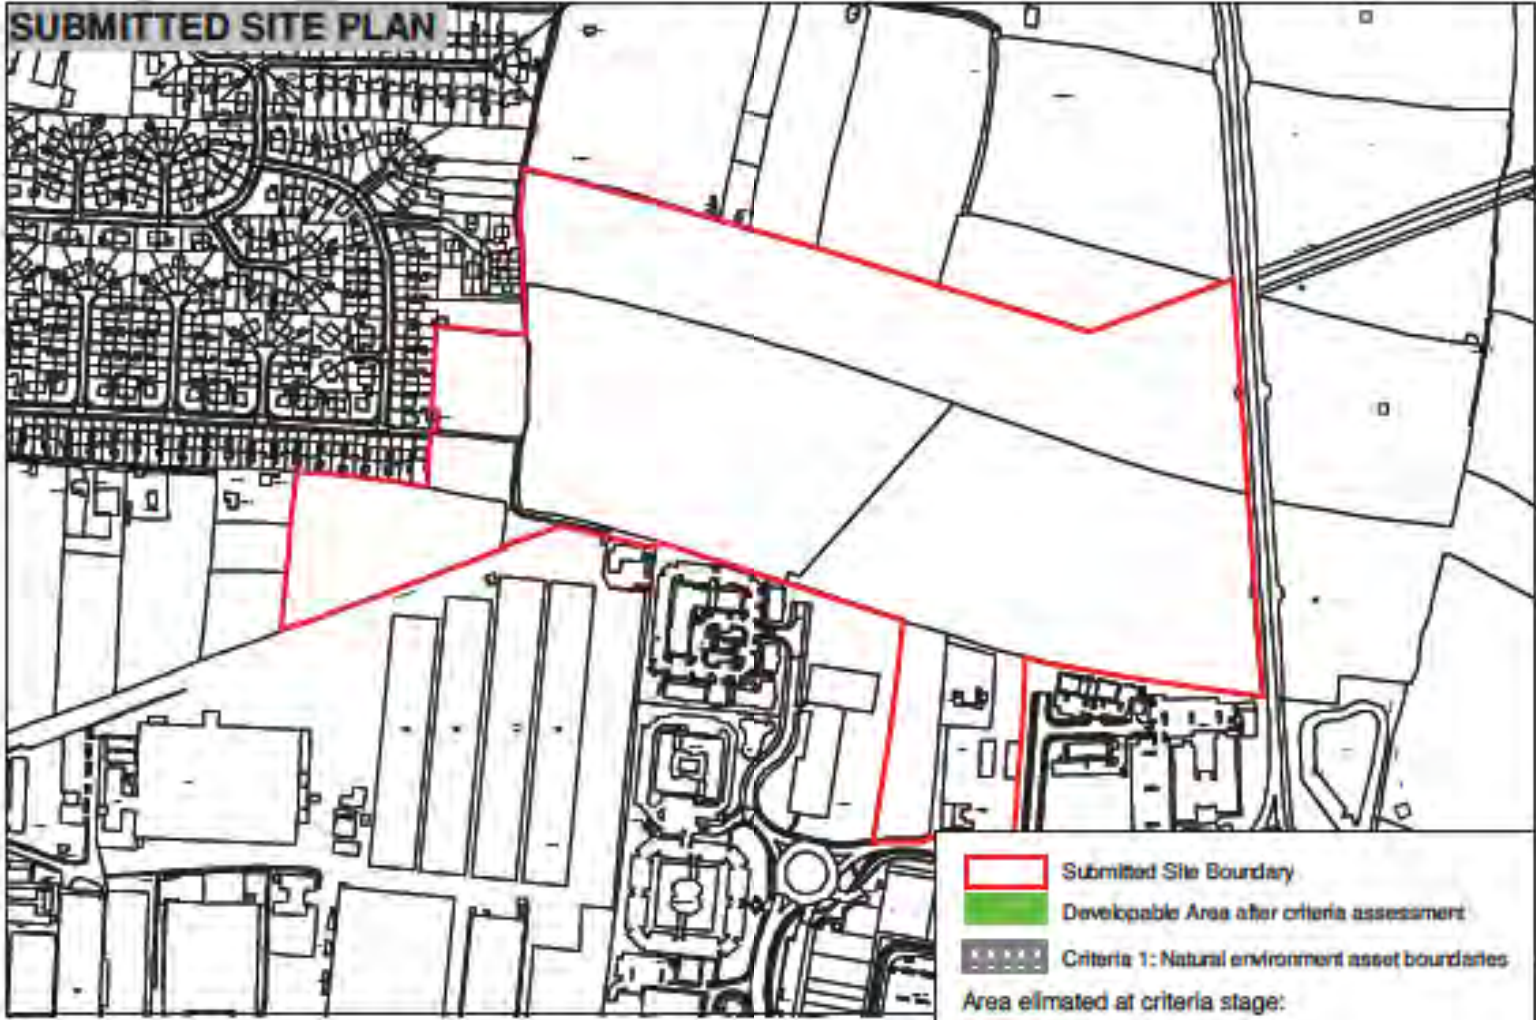 SUBMITTED SITE PLAN
Submitted Site Boundary
Developable Area after criteria assessment
Criteria 1: Natural environment asset boundaries
Area elimated at criteria stage: